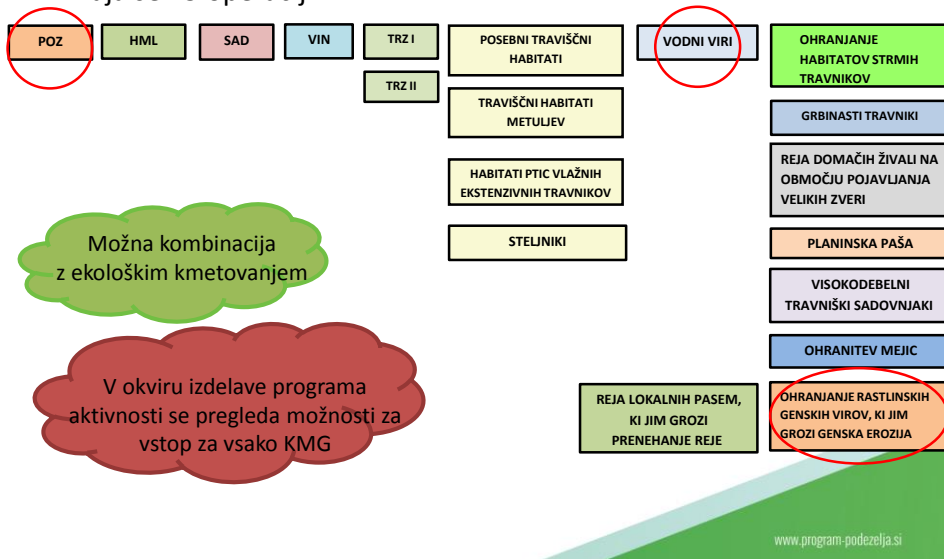 POZ
HML
SAD
VIN
TRZ I
TRZ II
POSEBNI TRAVIŠČNI
HABITATI
TRAVIŠČNI HABITATI
METULJEV
HABITATI PTIC VLAŽNIH
EKSTENZIVNIH TRAVNIKOV
STELJNIKI
VODNI VIRI
OHRANJANJE
HABITATOV STRMIH
TRAVNIKOV
GRBINASTI TRAVNIKI
REJA DOMAČIH ŽIVALI NA
OBMOČJU POJAVLJANJA
VELIKIH ZVERI
PLANINSKA PAŠA
VISOKODEBELNI
TRAVNIŠKI SADOVNJAKI
OHRANITEV MEJIC
REJA LOKALNIH PASEM,
KI JIM GROZI
PRENEHANJE REJE
OHRANJANJE RASTLINSKIH
GENSKIH VIROV, KI JIM
GROZI GENSKA EROZIJA
Možna kombinacija
z ekološkim kmetovanjem
V okviru izdelave programa
aktivnosti se pregleda možnosti za
vstop za vsako KMG
www.program-podezelja.si